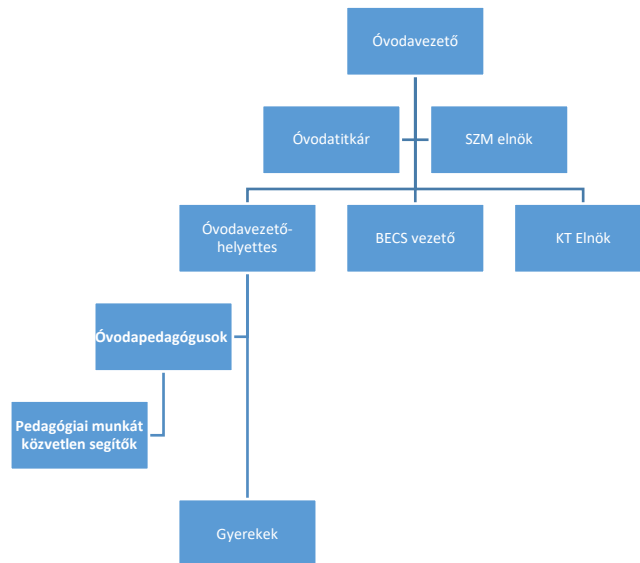 Óvodavezető
Óvodatitkár
SZM elnök
Óvodavezető-
helyettes
BECS vezető
KT Elnök
Óvodapedagógusok
Pedagógiai munkát
közvetlen segítők
Gyerekek